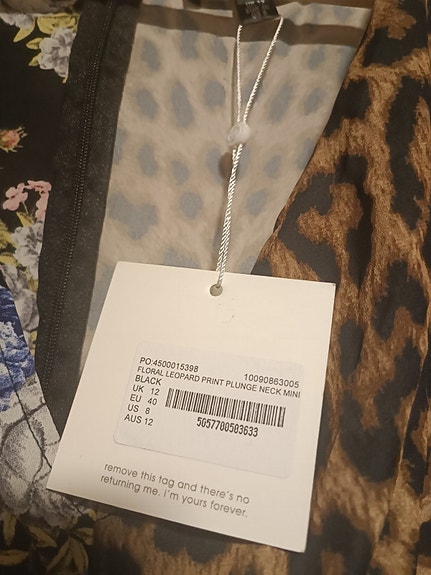 PO:4500015398 10090863005
FLORAL LEOPARD PRINT PLUNGE NECK MINI
BLACK
UK 12
EU 40
US 8
AUS 12
5057700503633
remove this tag and there's no
returning me. i'm yours forever.